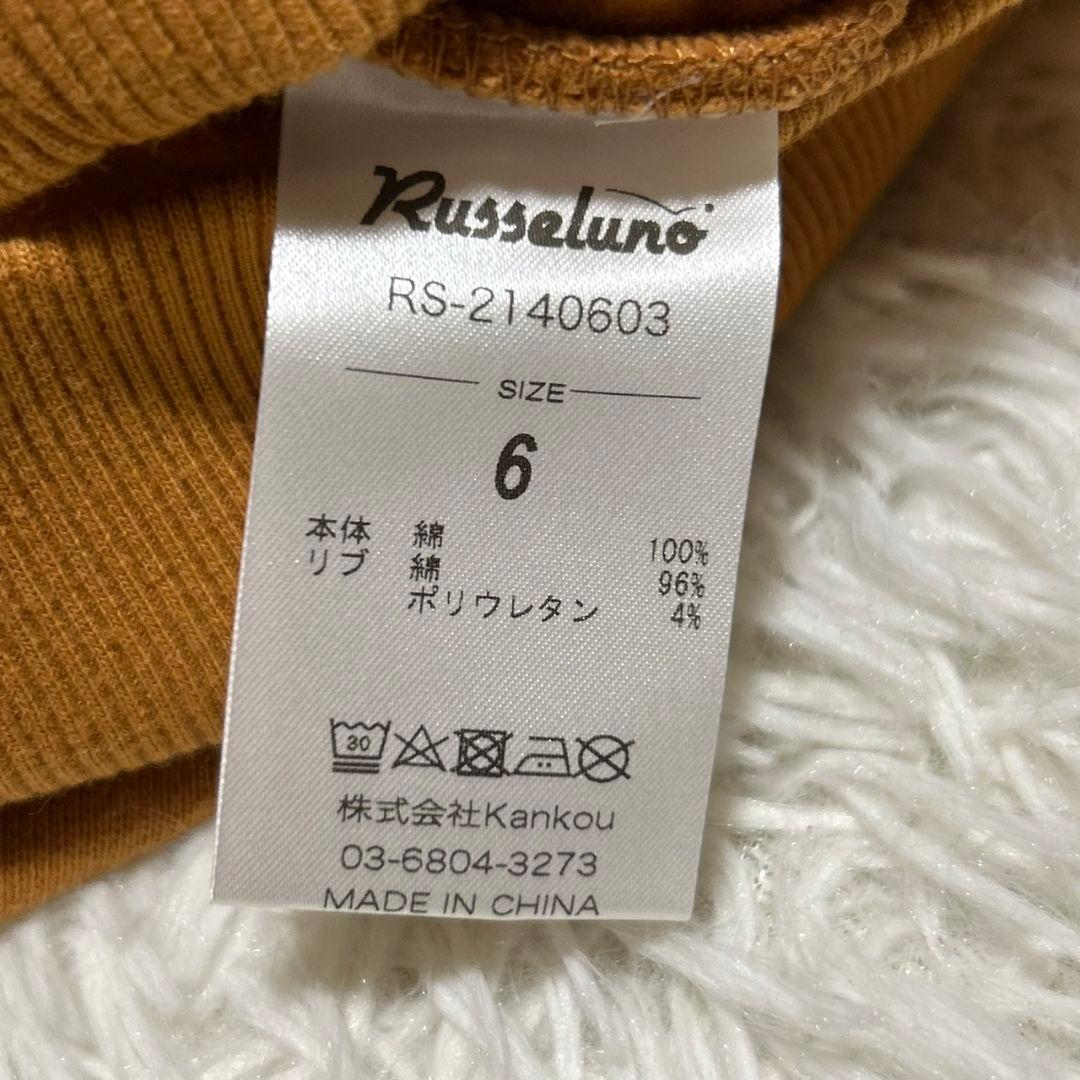 Russeluno
RS-2140603
SIZE
6
本体 綿 100%
リブ 綿 96%
ポリウレタン 4%
30
株式会社Kankou
03-6804-3273
MADE IN CHINA